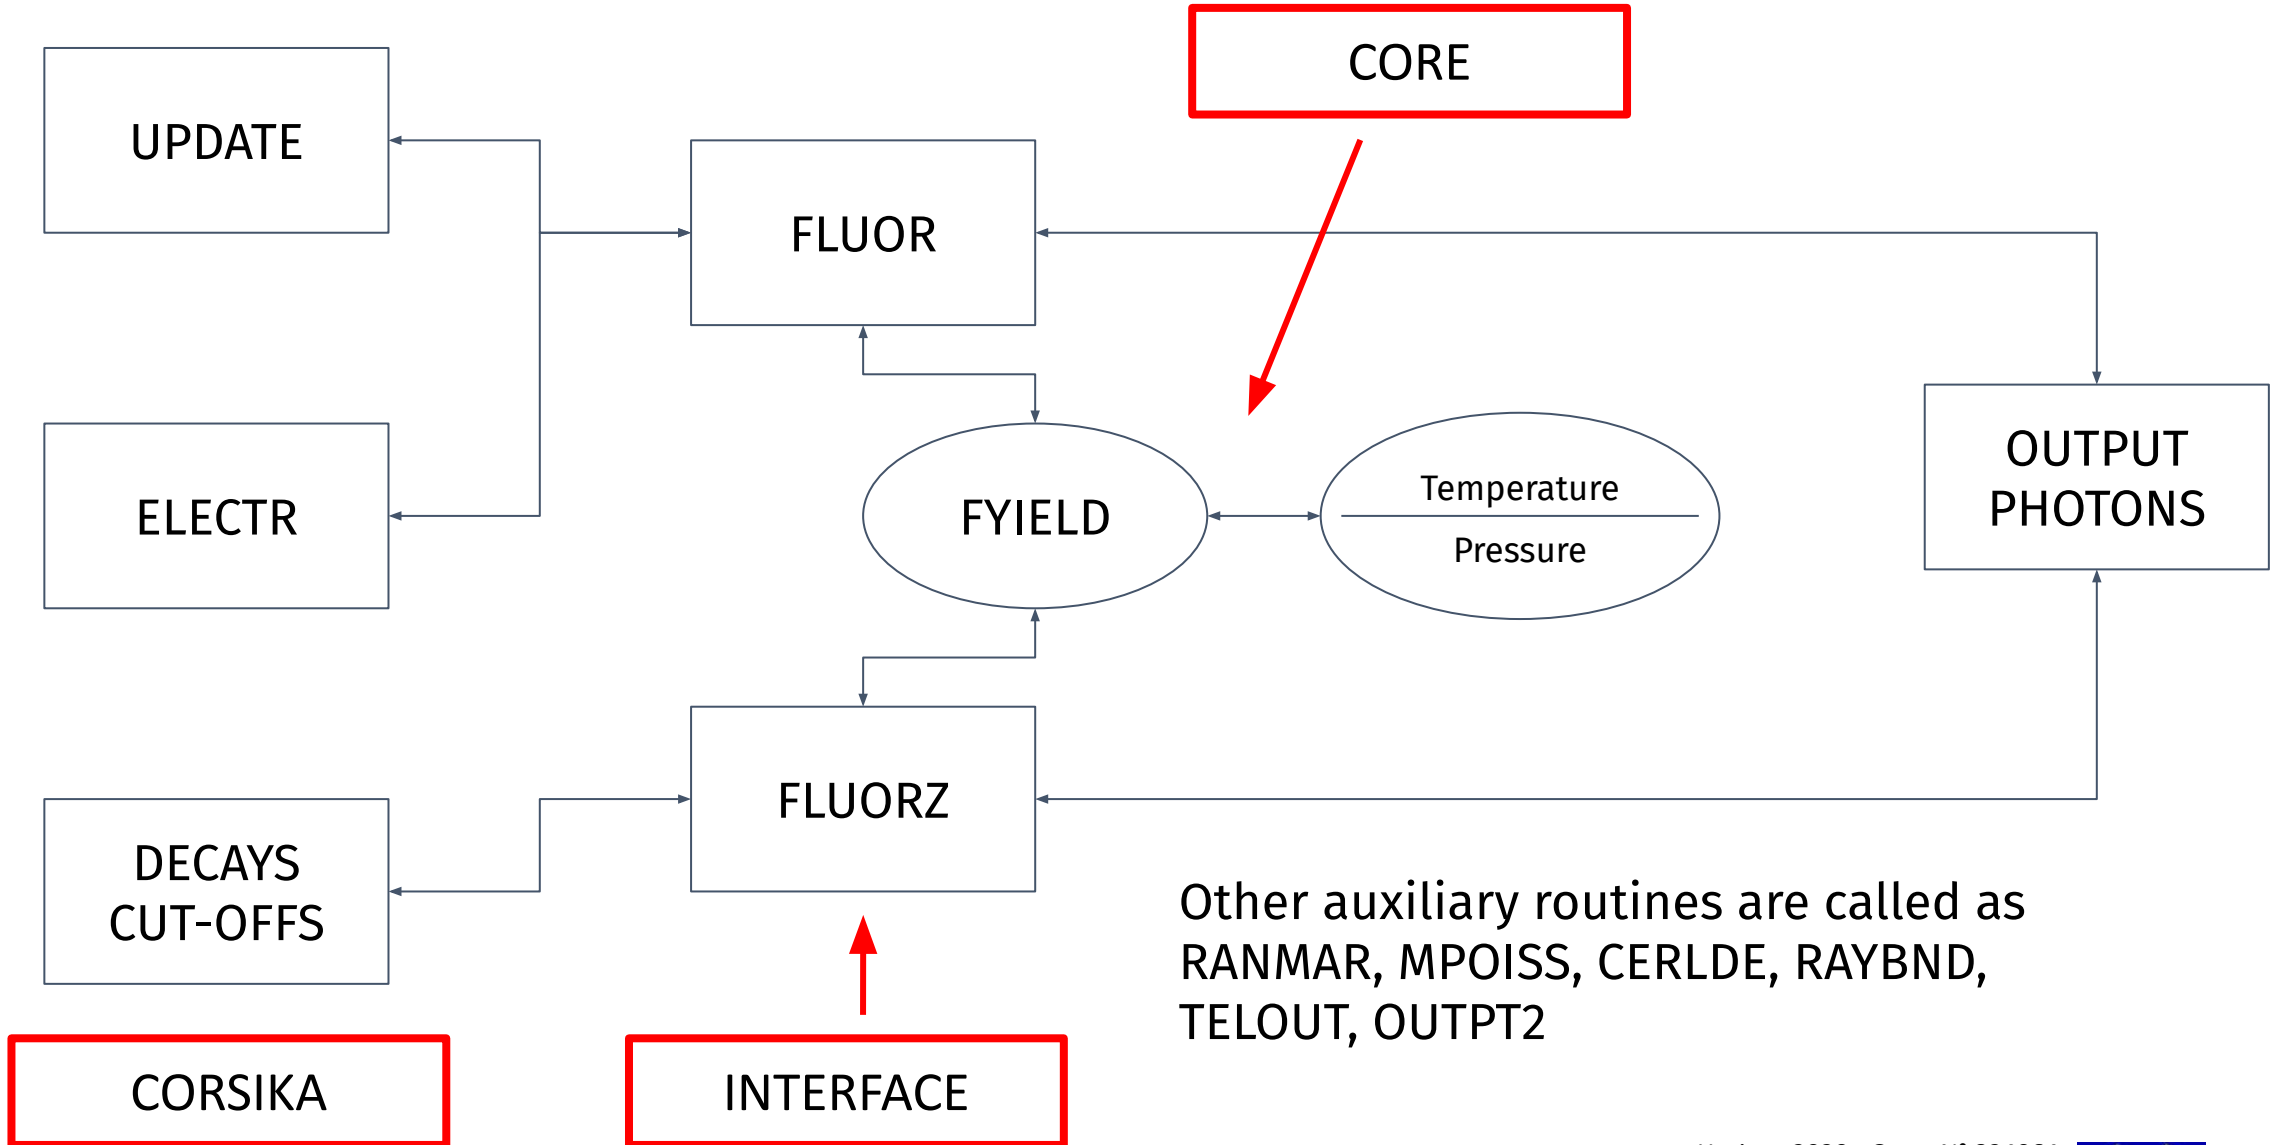 CORE
UPDATE
FLUOR
ELECTR
FYIELD
Temperature
Pressure
OUTPUT
PHOTONS
FLUORZ
DECAYS
CUT-OFFS
Other auxiliary routines are called as
RANMAR, MPOISS, CERLDE, RAYBND,
TELOUT, OUTPT2
CORSIKA
INTERFACE